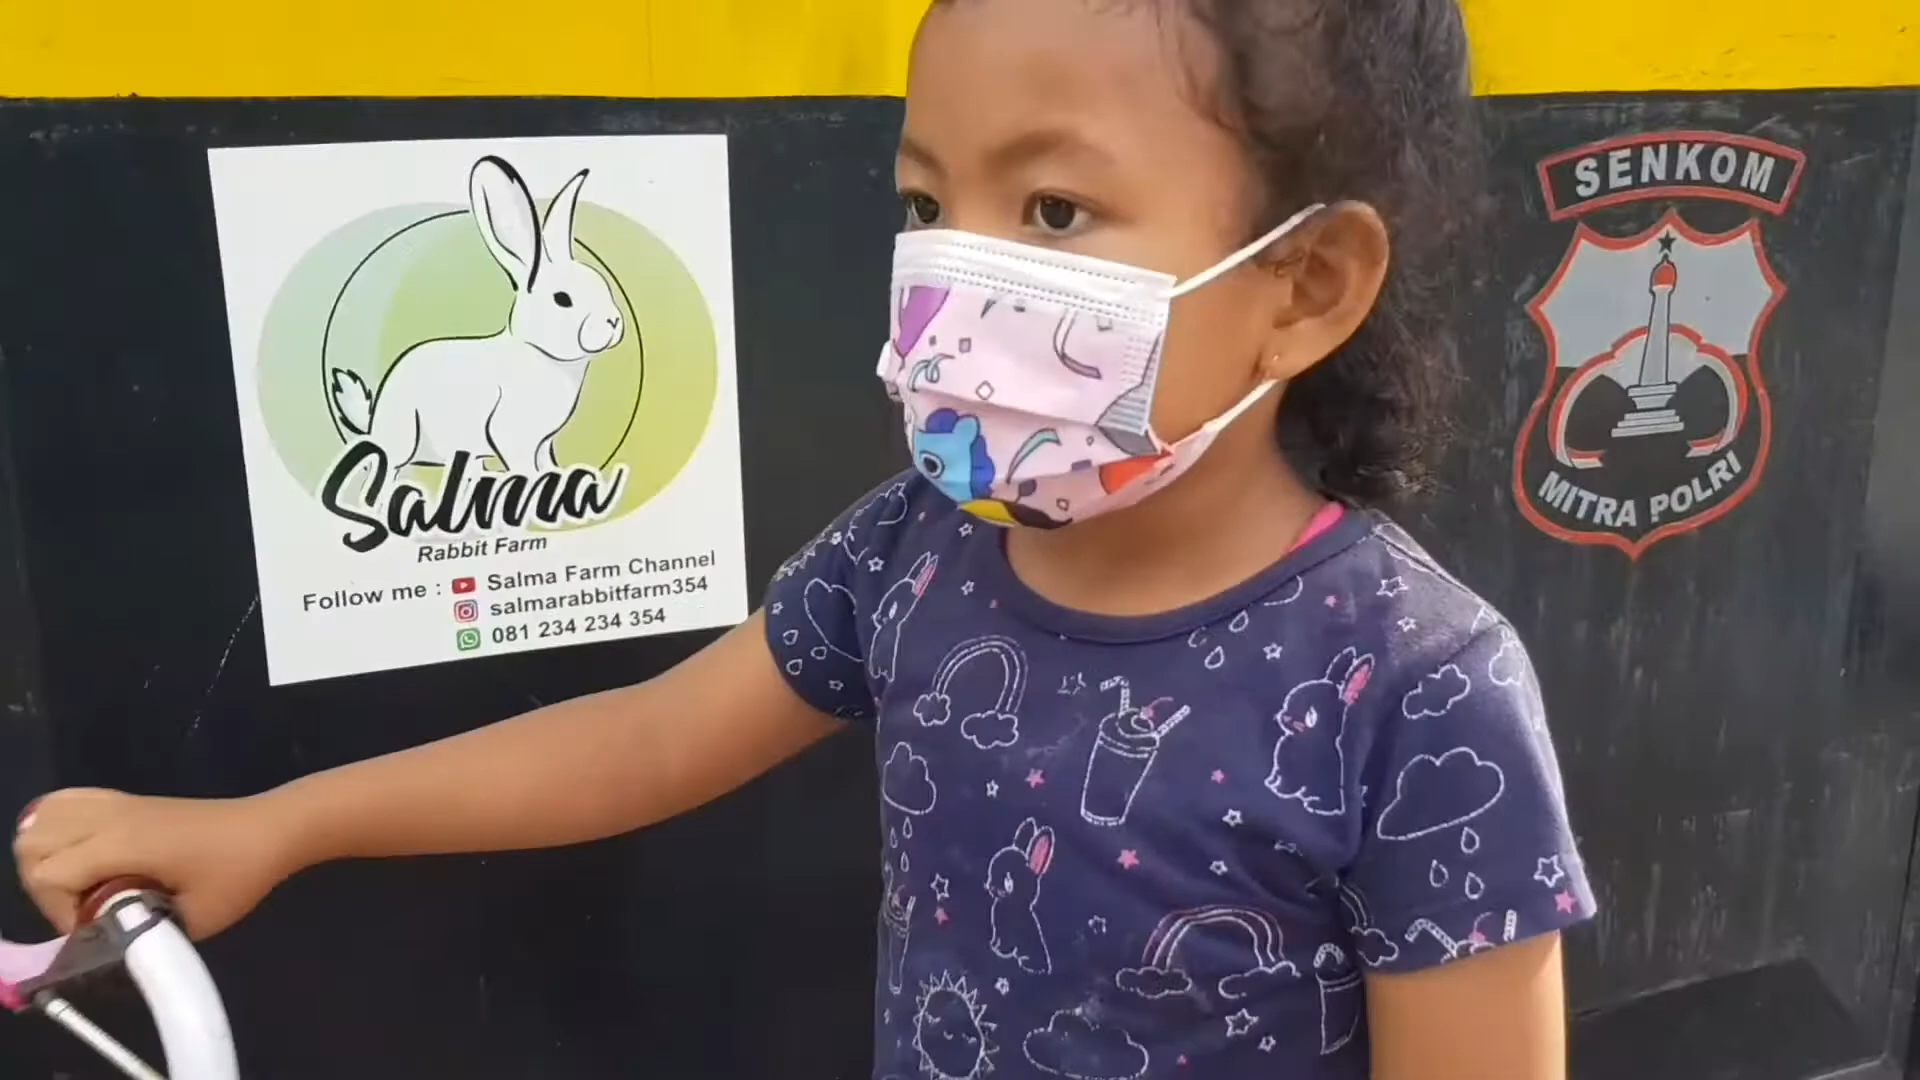 Salma
Rabbit Farm
Follow me : Salma Farm Channel
salmarabbitfarm354
081 234 234 354
SENKOM
MITRA POLRI